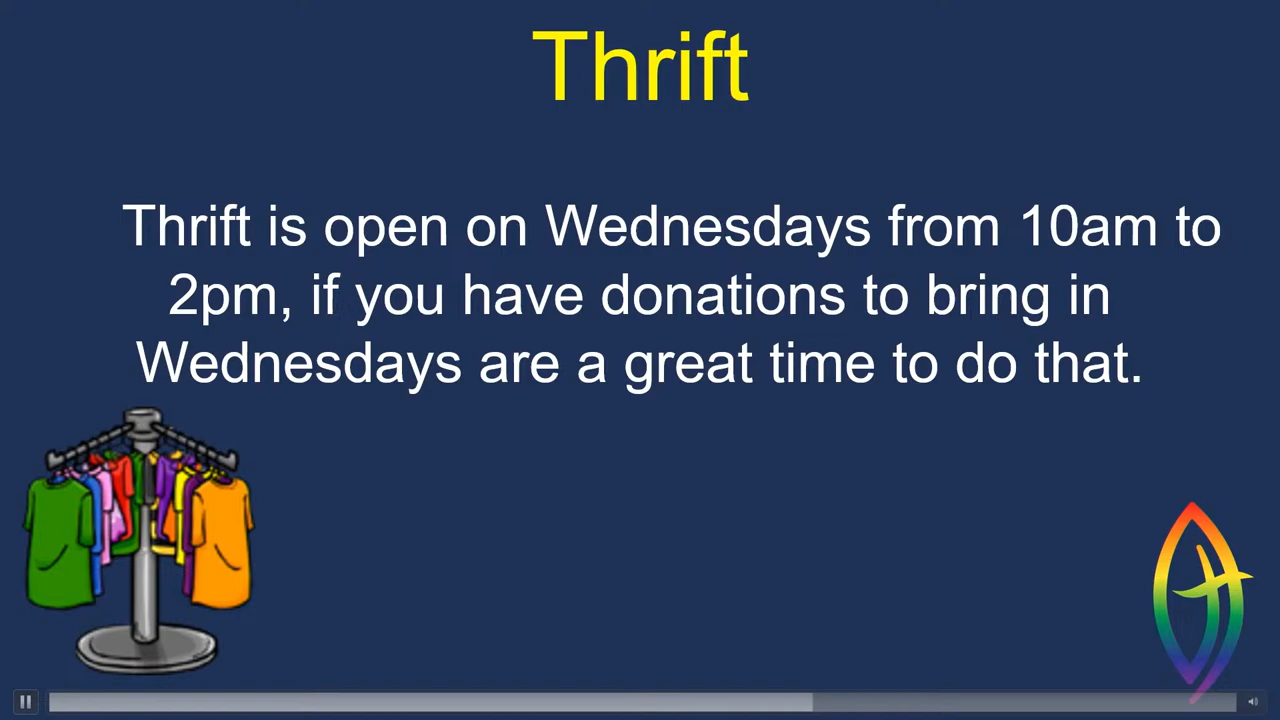 Thrift
Thrift is open on Wednesdays from 10am to
2pm, if you have donations to bring in
Wednesdays are a great time to do that.